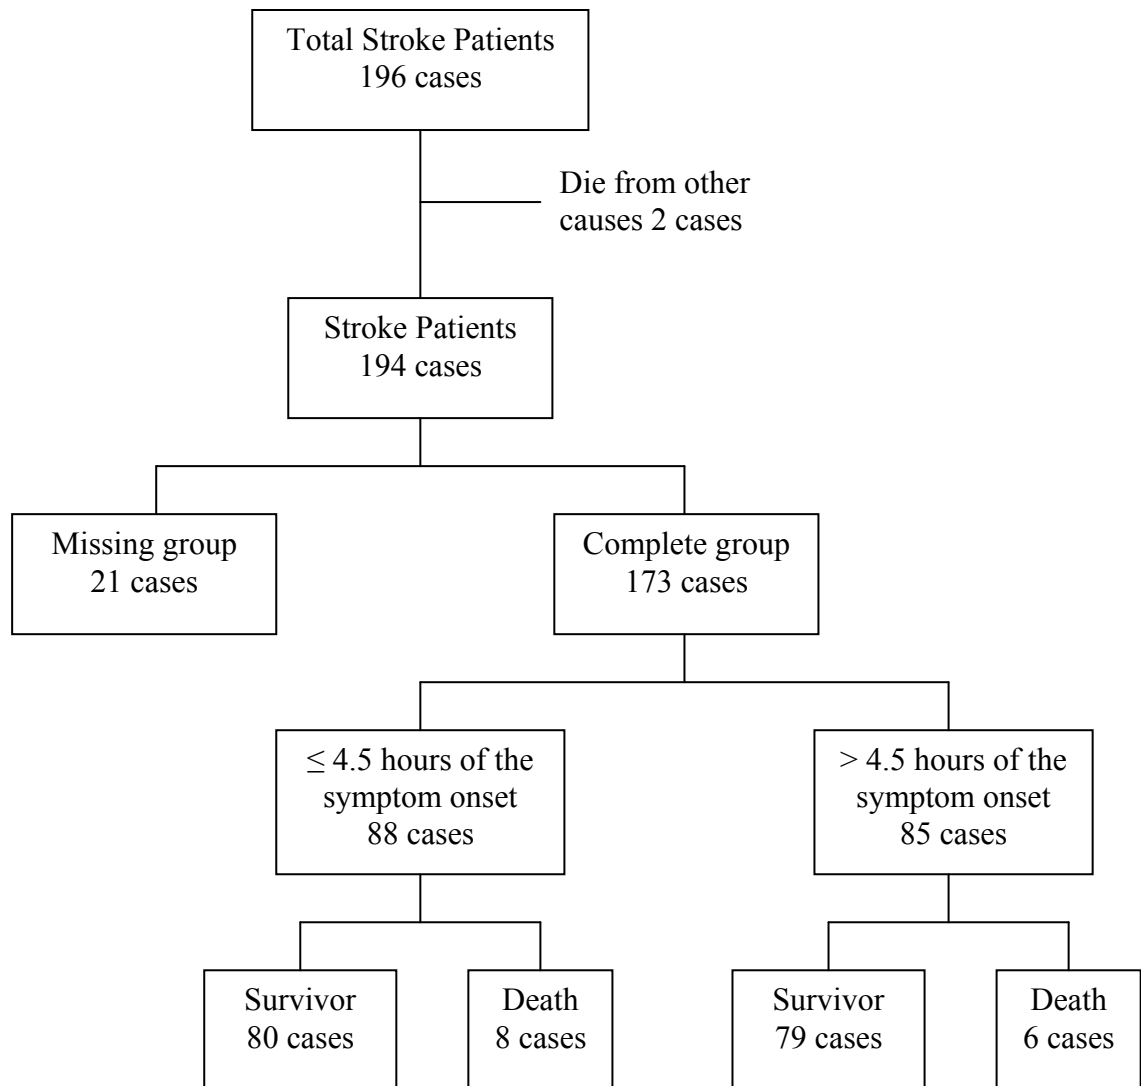 Total Stroke Patients
196 cases
Die from other
causes 2 cases
Stroke Patients
194 cases
Missing group
21 cases
Complete group
173 cases
≤ 4.5 hours of the
symptom onset
88 cases
> 4.5 hours of the
symptom onset
85 cases
Survivor
80 cases
Death
8 cases
Survivor
79 cases
Death
6 cases